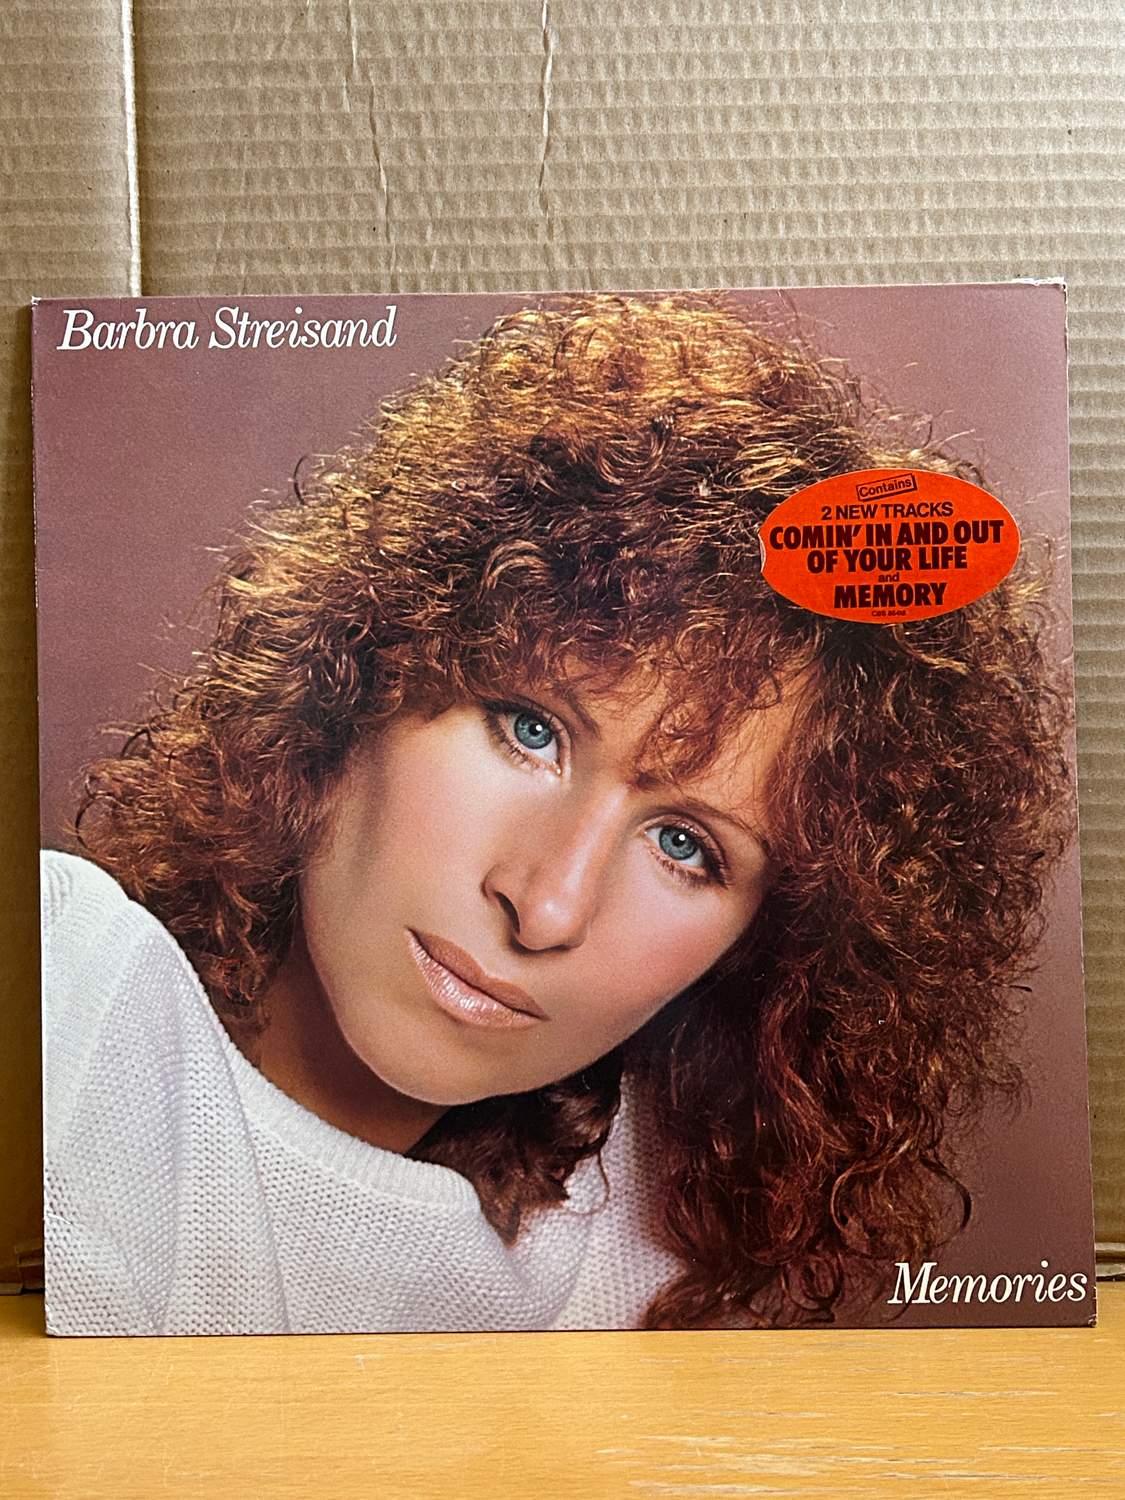 Barbra Streisand
Contains
2 NEW TRACKS
COMIN' IN AND OUT
OF YOUR LIFE
and
MEMORY
Memories